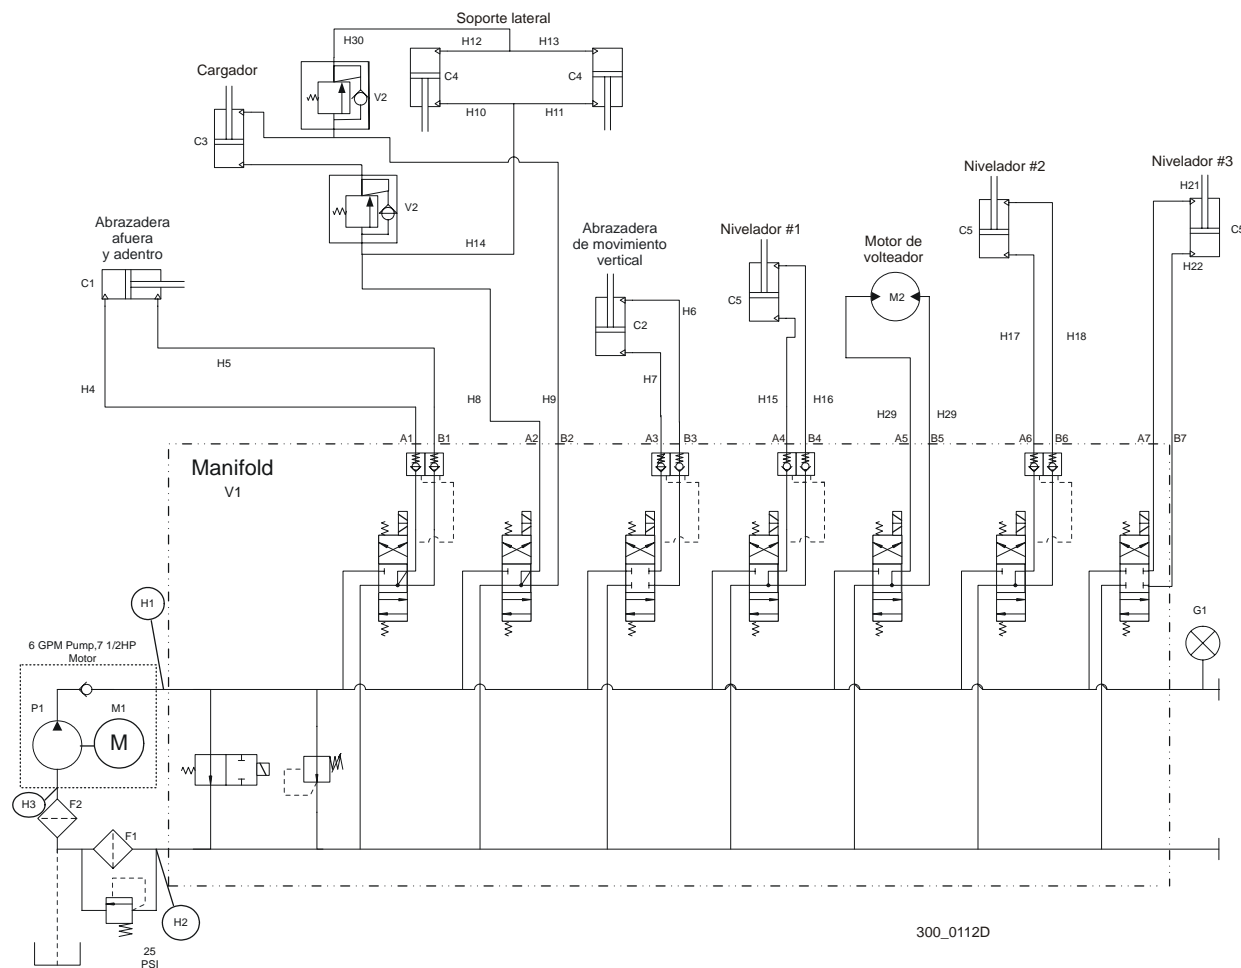 Soporte lateral
H30
H12
H13
Cargador
C4
C4
V2
H10
H11
C3
Nivelador #2
Nivelador #3
H21
V2
Abrazadera
afuera
y adentro
H14
Abrazadera
de movimiento
vertical
Nivelador #1
Motor de
volteador
C5
C5
H22
C1
C5
M2
H6
C2
H17
H18
H5
H7
H4
H8
H9
H15
H16
H29
H29
A1
B1
A2
B2
A3
B3
A4
B4
A5
B5
A6
B6
A7
B7
Manifold
V1
H1
G1
6 GPM Pump,7 1/2HP
Motor
P1
M1
M
H3
F2
F1
H2
25
PSI
300_0112D